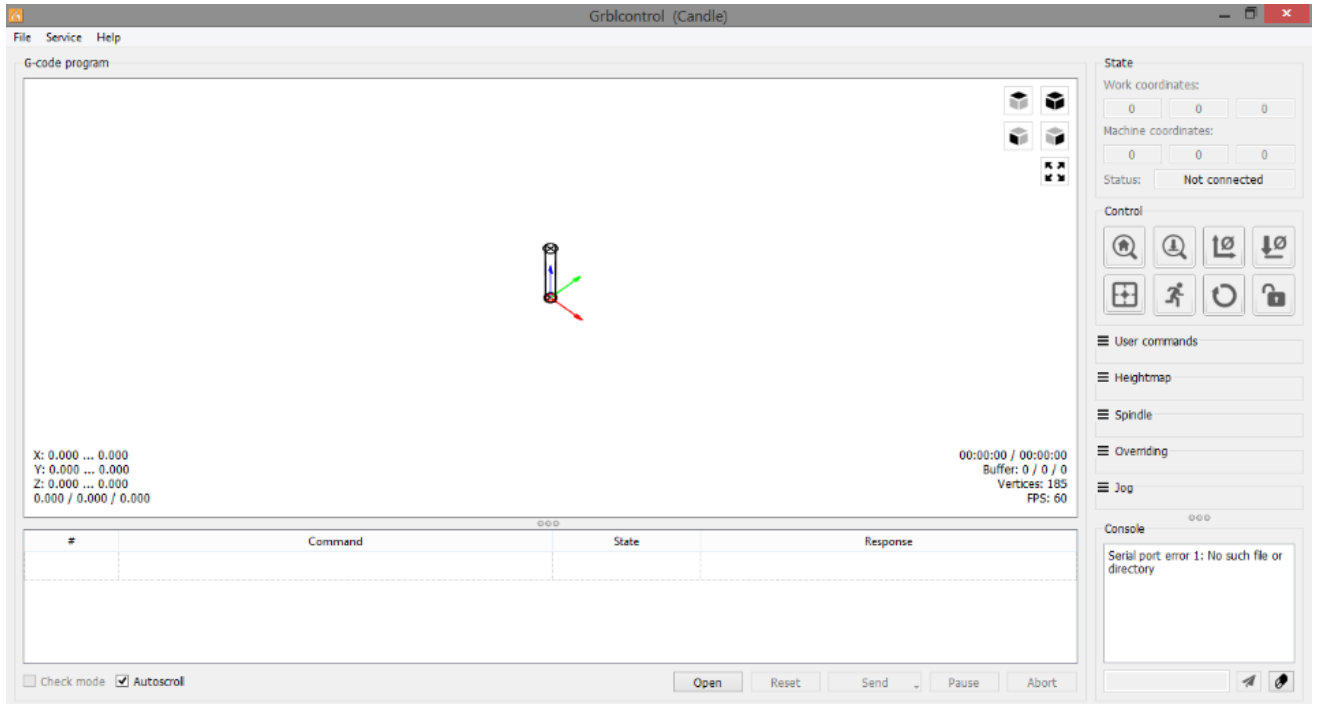 Grblcontrol (Candle)
File Service Help
G-code program
State
Work coordinates:
0 0 0
Machine coordinates:
0 0 0
Status: Not connected
Control
User commands
Heightmap
Spindle
Overriding
Jog
X: 0.000 ... 0.000
Y: 0.000 ... 0.000
Z: 0.000 ... 0.000
0.000 / 0.000 / 0.000
00:00:00 / 00:00:00
Buffer: 0 / 0 / 0
Vertices: 185
FPS: 60
# Command State Response
Console
Serial port error 1: No such file or
directory
Check mode Autoscroll
Open Reset Send Pause Abort